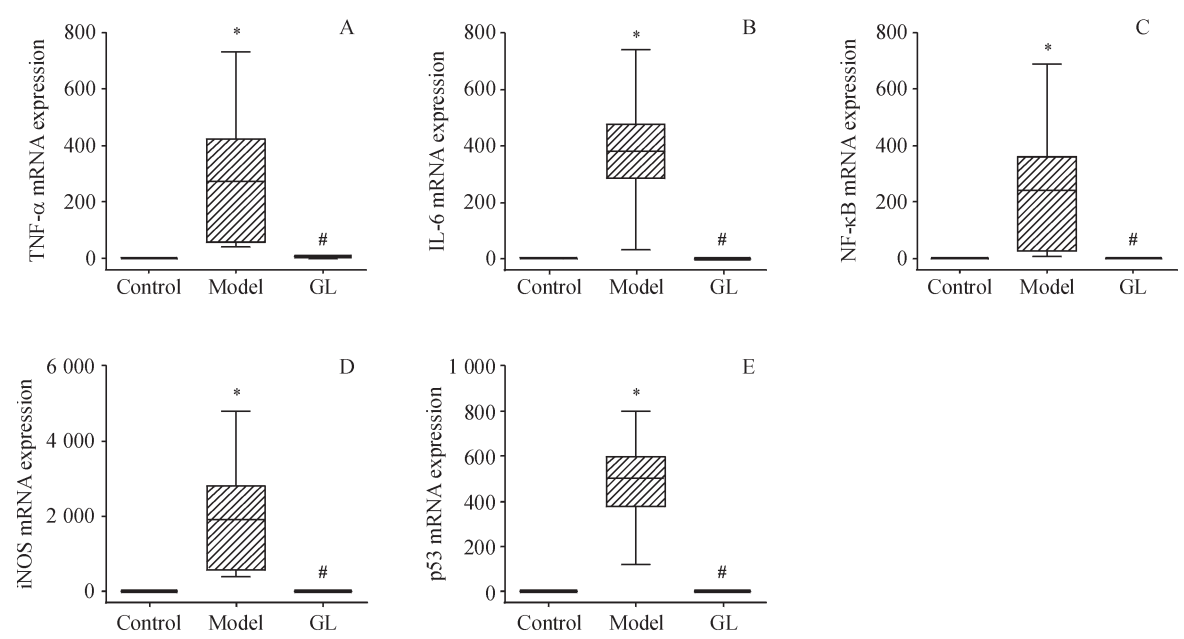 A
TNF-α mRNA expression
800
600
400
200
0
*
#
Control Model GL
B
IL-6 mRNA expression
800
600
400
200
0
*
#
Control Model GL
C
NF-κB mRNA expression
800
600
400
200
0
*
#
Control Model GL
D
iNOS mRNA expression
6 000
4 000
2 000
0
*
#
Control Model GL
E
p53 mRNA expression
1 000
800
600
400
200
0
*
#
Control Model GL